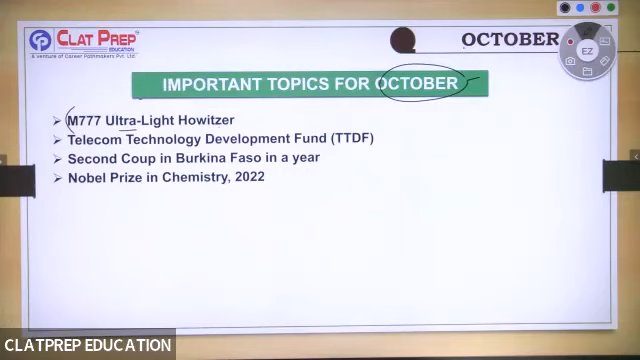 CLAT PREP
EDUCATION
A venture of Career Pathmakers Pvt. Ltd.
OCTOBER
EZ
IMPORTANT TOPICS FOR OCTOBER
M777 Ultra-Light Howitzer
Telecom Technology Development Fund (TTDF)
Second Coup in Burkina Faso in a year
Nobel Prize in Chemistry, 2022
CLATPREP EDUCATION